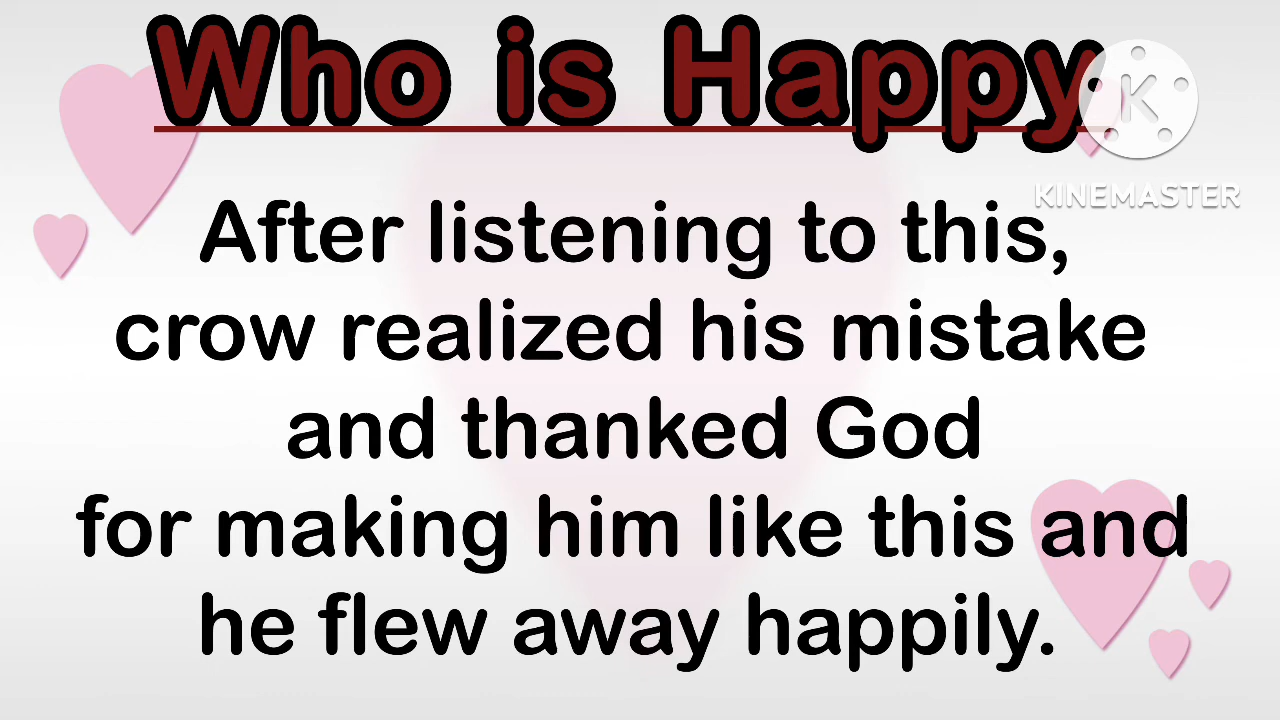 Who is Happy
KINEMASTER
After listening to this,
crow realized his mistake
and thanked God
for making him like this and
he flew away happily.